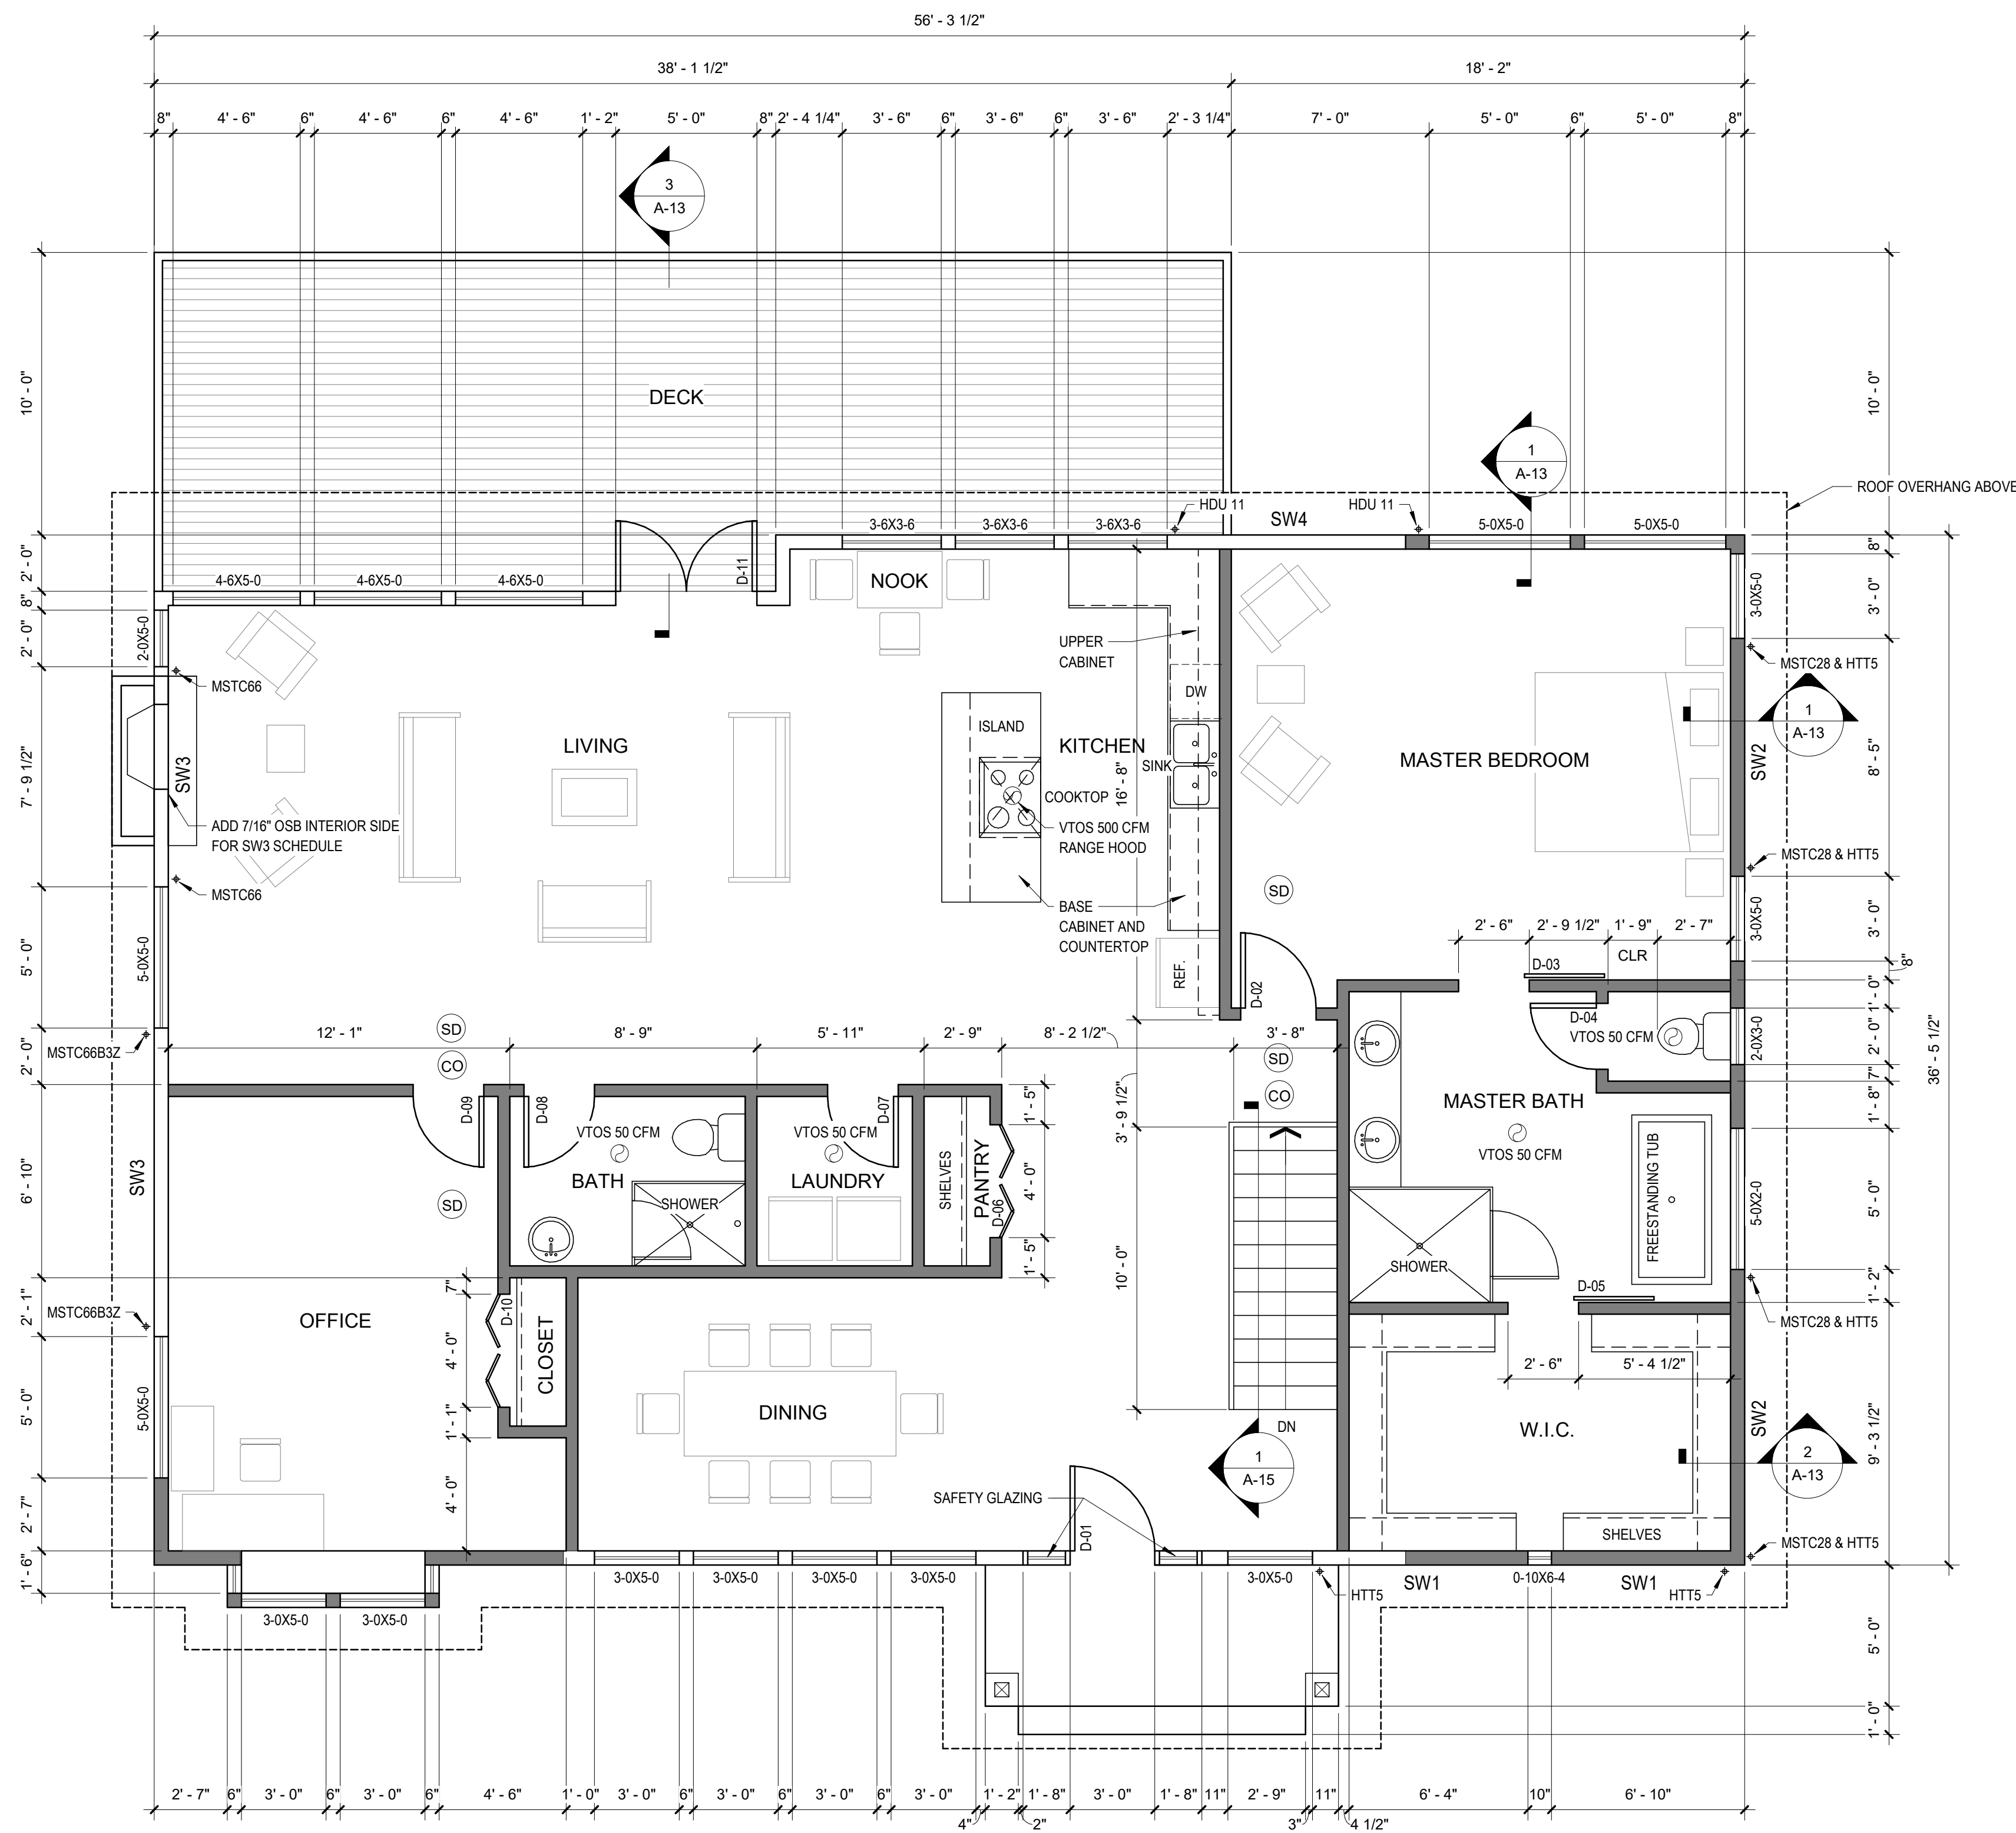 56' - 3 1/2"
38' - 1 1/2"
18' - 2"
8"
4' - 6"
6"
4' - 6"
6"
4' - 6"
1' - 2"
5' - 0"
8"
2' - 4 1/4"
3' - 6"
6"
3' - 6"
6"
3' - 6"
2' - 3 1/4"
7' - 0"
5' - 0"
6"
5' - 0"
8"
3
A-13
10' - 0"
DECK
10' - 0"
1
A-13
ROOF OVERHANG ABOVE
HDU 11
SW4
HDU 11
3-6X3-6
3-6X3-6
3-6X3-6
5-0X5-0
5-0X5-0
2' - 0"
4-6X5-0
4-6X5-0
4-6X5-0
D-11
NOOK
8"
3' - 0"
3-0X5-0
8"
2' - 0"
2-0X5-0
UPPER
CABINET
MSTC28 & HTT5
MSTC66
DW
ISLAND
1
A-13
LIVING
KITCHEN
SINK
MASTER BEDROOM
SW2
8' - 5"
7' - 9 1/2"
SW3
COOKTOP
16' - 8"
ADD 7/16" OSB INTERIOR SIDE
FOR SW3 SCHEDULE
VTOS 500 CFM
RANGE HOOD
MSTC28 & HTT5
MSTC66
SD
BASE
CABINET AND
COUNTERTOP
5' - 0"
5-0X5-0
REF.
D-02
2' - 6"
2' - 9 1/2"
1' - 9"
2' - 7"
CLR
D-03
3-0X5-0
3' - 0"
8"
1' - 0"
36' - 5 1/2"
2' - 0"
MSTC66B3Z
SD
CO
12' - 1"
8' - 9"
5' - 11"
2' - 9"
8' - 2 1/2"
3' - 8"
SD
CO
D-04
VTOS 50 CFM
2-0X3-0
2' - 0"
7"
1' - 8"
D-09
D-08
D-07
VTOS 50 CFM
VTOS 50 CFM
1' - 5"
3' - 9 1/2"
MASTER BATH
VTOS 50 CFM
6' - 10"
SW3
SD
BATH
SHOWER
LAUNDRY
SHELVES
PANTRY
D-06
4' - 0"
1' - 5"
10' - 0"
FREESTANDING TUB
5-0X2-0
5' - 0"
SHOWER
D-05
1' - 2"
2' - 1"
MSTC66B3Z
7"
D-10
OFFICE
CLOSET
4' - 0"
1' - 1"
MSTC28 & HTT5
2' - 6"
5' - 4 1/2"
5' - 0"
5-0X5-0
DINING
DN
W.I.C.
SW2
9' - 3 1/2"
1
A-15
2
A-13
4' - 0"
2' - 7"
SAFETY GLAZING
D-01
SHELVES
MSTC28 & HTT5
1' - 6"
3-0X5-0
3-0X5-0
3-0X5-0
3-0X5-0
3-0X5-0
HTT5
SW1
0-10X6-4
SW1
HTT5
3-0X5-0
3-0X5-0
5' - 0"
1' - 0"
2' - 7"
6"
3' - 0"
6"
3' - 0"
6"
4' - 6"
1' - 0"
3' - 0"
6"
3' - 0"
6"
3' - 0"
6"
3' - 0"
4"
1' - 2"
2"
1' - 8"
3' - 0"
1' - 8"
11"
2' - 9"
3"
11"
4 1/2"
6' - 4"
10"
6' - 10"